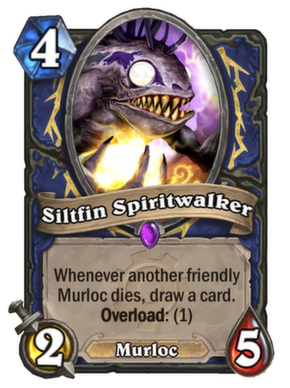 4
Siltfin Spiritwalker
Whenever another friendly
Murloc dies, draw a card.
Overload: (1)
2
Murloc
5